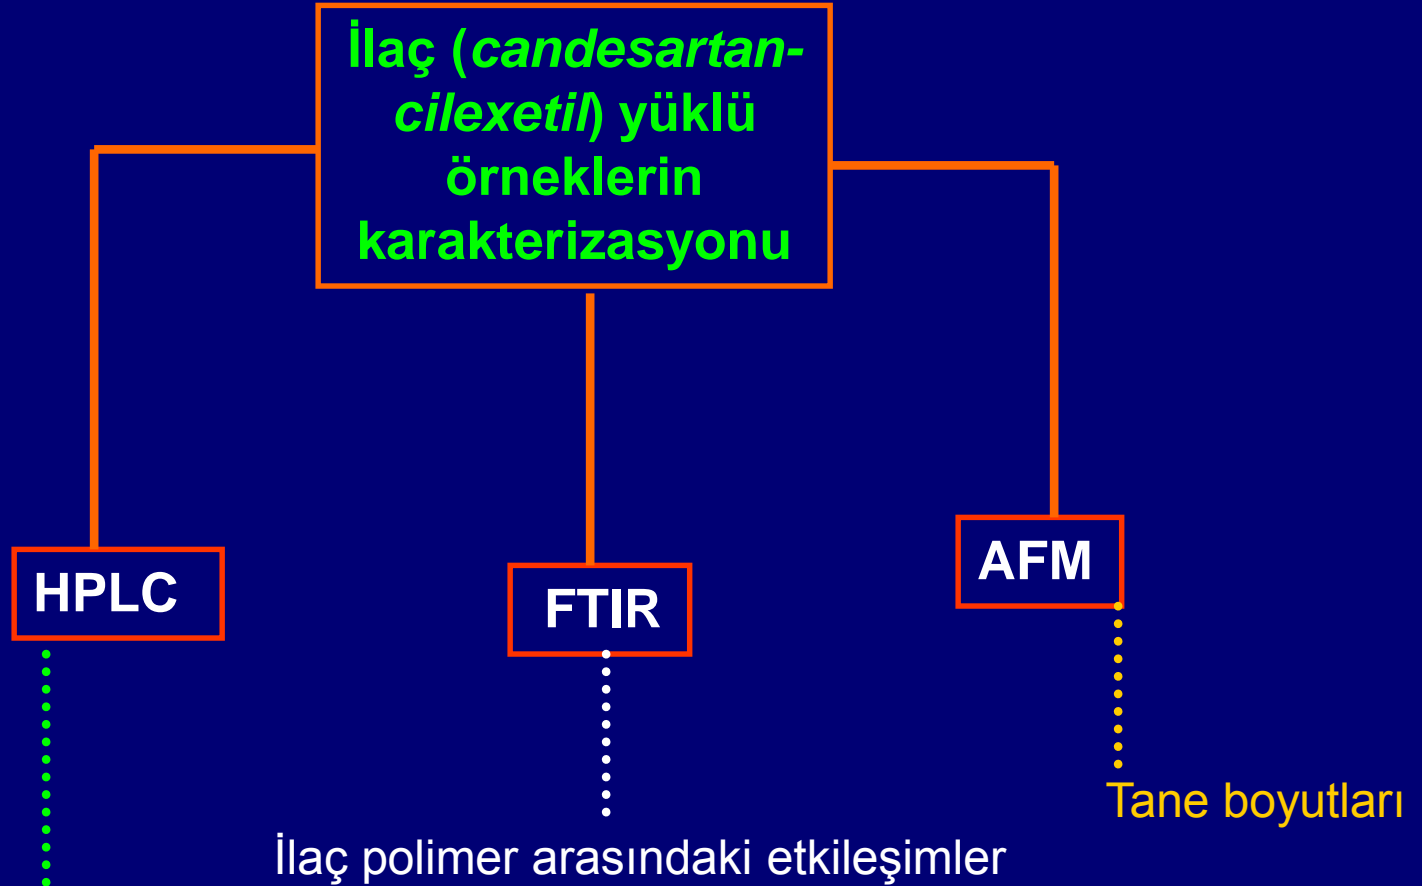 İlaç (candesartan-
cilexetil) yüklü
örneklerin
karakterizasyonu
HPLC
FTIR
AFM
Tane boyutları
İlaç polimer arasındaki etkileşimler